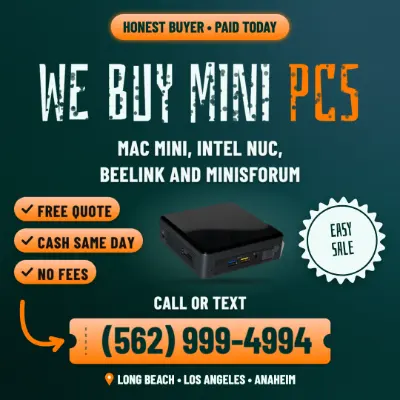 HONEST BUYER • PAID TODAY
WE BUY MINI PCS
MAC MINI, INTEL NUC,
BEELINK AND MINISFORUM
✓ FREE QUOTE
✓ CASH SAME DAY
✓ NO FEES
EASY
SALE
CALL OR TEXT
(562) 999-4994
LONG BEACH • LOS ANGELES • ANAHEIM